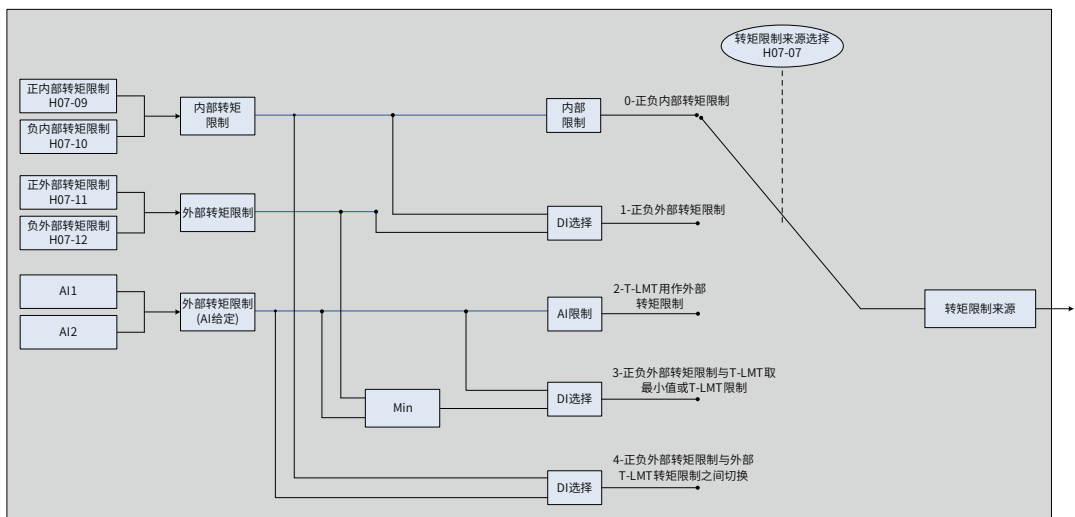 转矩限制来源选择
H07-07
正内部转矩限制
H07-09
负内部转矩限制
H07-10
内部转矩
限制
内部
限制
0-正负内部转矩限制
正外部转矩限制
H07-11
负外部转矩限制
H07-12
外部转矩限制
DI选择
1-正负外部转矩限制
AI1
AI2
外部转矩限制
(AI给定)
AI限制
2-T-LMT用作外部
转矩限制
转矩限制来源
Min
DI选择
3-正负外部转矩限制与T-LMT取
最小值或T-LMT限制
DI选择
4-正负外部转矩限制与外部
T-LMT转矩限制之间切换